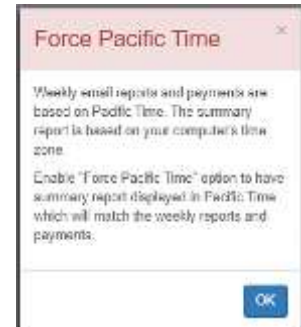 Force Pacific Time ×
Weekly email reports and payments are
based on Pacific Time. The summary
report is based on your computer's time
zone.
Enable "Force Pacific Time" option to have
summary report displayed in Pacific Time
which will match the weekly reports and
payments.
OK